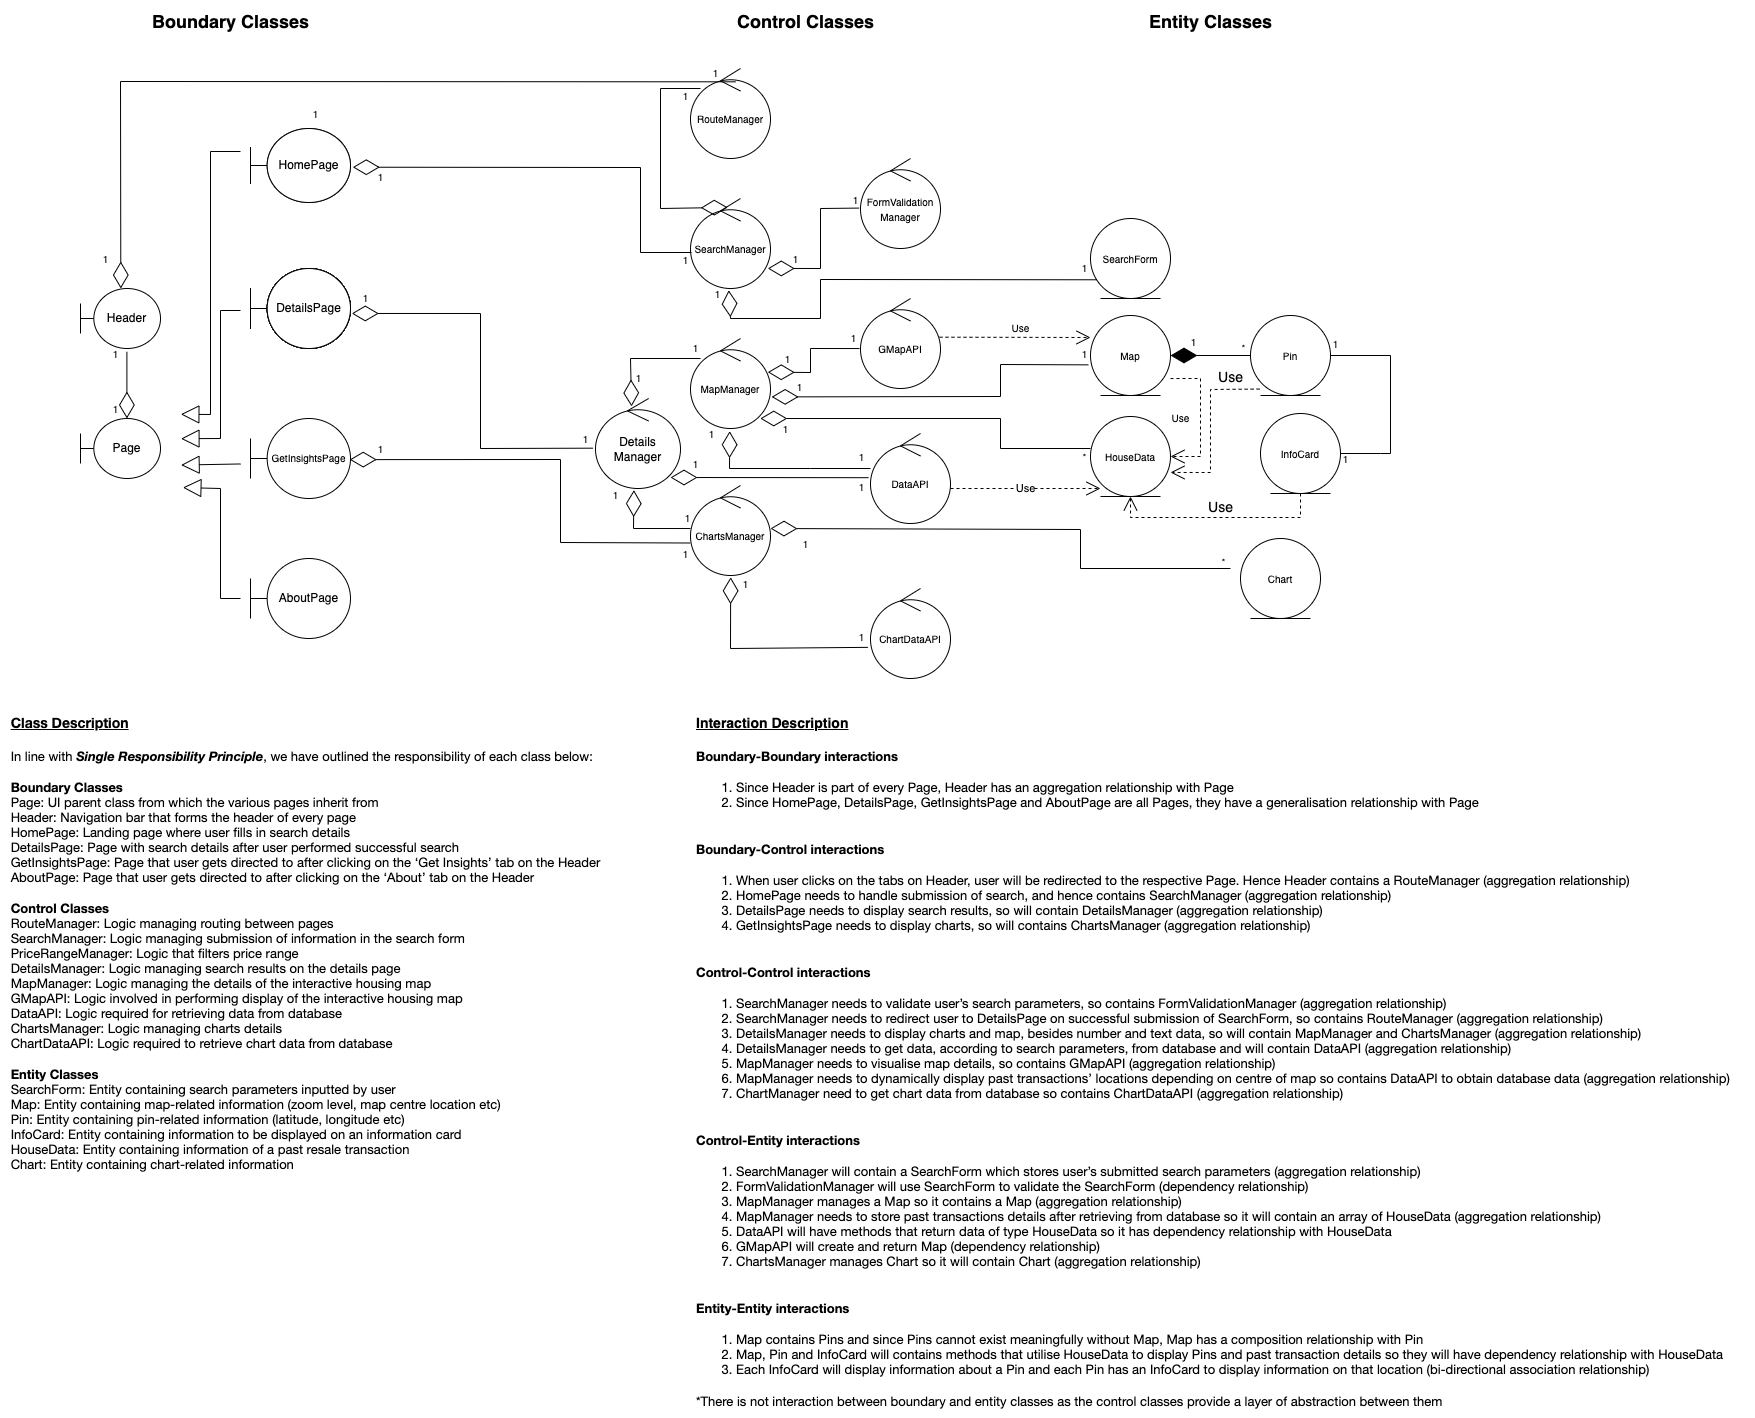 Boundary Classes
Control Classes
Entity Classes
1
1
RouteManager
1
HomePage
1
FormValidation
Manager
1
SearchManager
1
1
1
SearchForm
1
1
Header
1
DetailsPage
1
1
Use
GMapAPI
1
1
Map
1
*
Pin
1
1
1
MapManager
1
1
1
Use
Use
1
1
Page
1
GetInsightsPage
1
Details
Manager
1
1
1
1
DataAPI
Use
*
HouseData
InfoCard
1
Use
1
1
ChartsManager
1
1
*
Chart
AboutPage
1
1
ChartDataAPI
Class Description
In line with Single Responsibility Principle, we have outlined the responsibility of each class below:
Boundary Classes
Page: UI parent class from which the various pages inherit from
Header: Navigation bar that forms the header of every page
HomePage: Landing page where user fills in search details
DetailsPage: Page with search details after user performed successful search
GetInsightsPage: Page that user gets directed to after clicking on the ‘Get Insights’ tab on the Header
AboutPage: Page that user gets directed to after clicking on the ‘About’ tab on the Header
Control Classes
RouteManager: Logic managing routing between pages
SearchManager: Logic managing submission of information in the search form
PriceRangeManager: Logic that filters price range
DetailsManager: Logic managing search results on the details page
MapManager: Logic managing the details of the interactive housing map
GMapAPI: Logic involved in performing display of the interactive housing map
DataAPI: Logic required for retrieving data from database
ChartsManager: Logic managing charts details
ChartDataAPI: Logic required to retrieve chart data from database
Entity Classes
SearchForm: Entity containing search parameters inputted by user
Map: Entity containing map-related information (zoom level, map centre location etc)
Pin: Entity containing pin-related information (latitude, longitude etc)
InfoCard: Entity containing information to be displayed on an information card
HouseData: Entity containing information of a past resale transaction
Chart: Entity containing chart-related information
Interaction Description
Boundary-Boundary interactions
1. Since Header is part of every Page, Header has an aggregation relationship with Page
2. Since HomePage, DetailsPage, GetInsightsPage and AboutPage are all Pages, they have a generalisation relationship with Page
Boundary-Control interactions
1. When user clicks on the tabs on Header, user will be redirected to the respective Page. Hence Header contains a RouteManager (aggregation relationship)
2. HomePage needs to handle submission of search, and hence contains SearchManager (aggregation relationship)
3. DetailsPage needs to display search results, so will contain DetailsManager (aggregation relationship)
4. GetInsightsPage needs to display charts, so will contains ChartsManager (aggregation relationship)
Control-Control interactions
1. SearchManager needs to validate user’s search parameters, so contains FormValidationManager (aggregation relationship)
2. SearchManager needs to redirect user to DetailsPage on successful submission of SearchForm, so contains RouteManager (aggregation relationship)
3. DetailsManager needs to display charts and map, besides number and text data, so will contain MapManager and ChartsManager (aggregation relationship)
4. DetailsManager needs to get data, according to search parameters, from database and will contain DataAPI (aggregation relationship)
5. MapManager needs to visualise map details, so contains GMapAPI (aggregation relationship)
6. MapManager needs to dynamically display past transactions’ locations depending on centre of map so contains DataAPI to obtain database data (aggregation relationship)
7. ChartManager need to get chart data from database so contains ChartDataAPI (aggregation relationship)
Control-Entity interactions
1. SearchManager will contain a SearchForm which stores user’s submitted search parameters (aggregation relationship)
2. FormValidationManager will use SearchForm to validate the SearchForm (dependency relationship)
3. MapManager manages a Map so it contains a Map (aggregation relationship)
4. MapManager needs to store past transactions details after retrieving from database so it will contain an array of HouseData (aggregation relationship)
5. DataAPI will have methods that return data of type HouseData so it has dependency relationship with HouseData
6. GMapAPI will create and return Map (dependency relationship)
7. ChartsManager manages Chart so it will contain Chart (aggregation relationship)
Entity-Entity interactions
1. Map contains Pins and since Pins cannot exist meaningfully without Map, Map has a composition relationship with Pin
2. Map, Pin and InfoCard will contains methods that utilise HouseData to display Pins and past transaction details so they will have dependency relationship with HouseData
3. Each InfoCard will display information about a Pin and each Pin has an InfoCard to display information on that location (bi-directional association relationship)
*There is not interaction between boundary and entity classes as the control classes provide a layer of abstraction between them